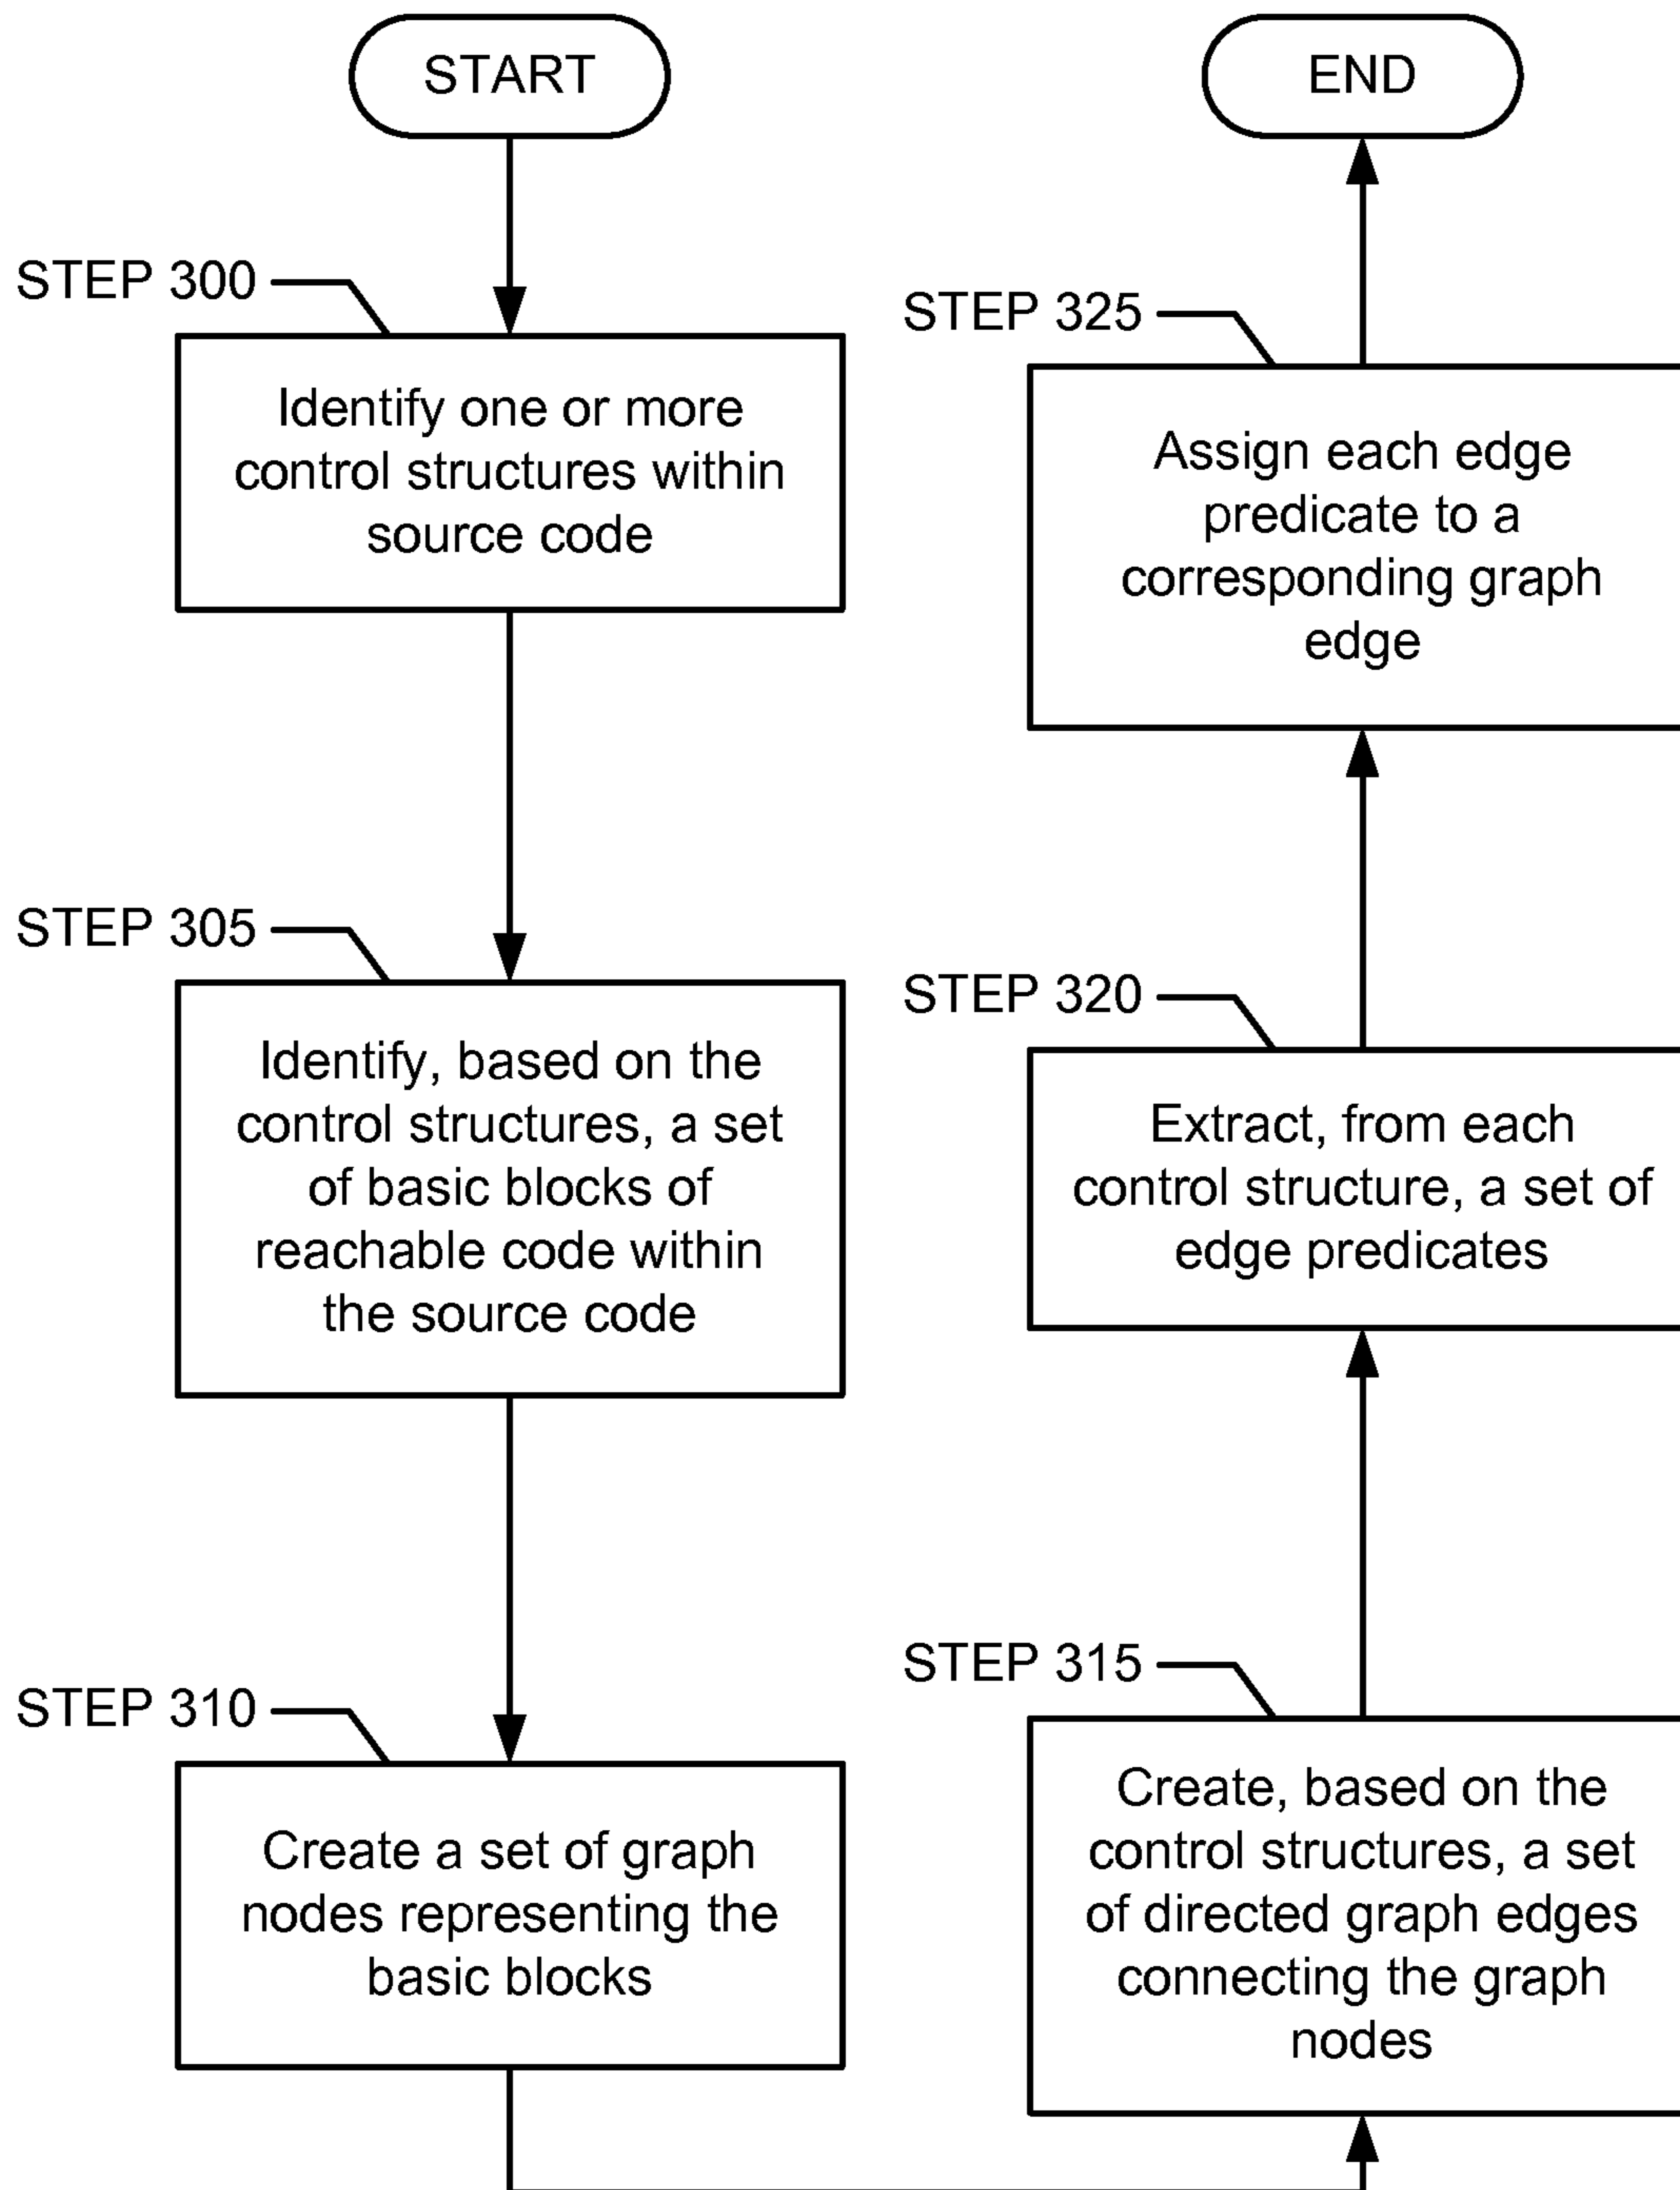 START
STEP 300
Identify one or more
control structures within
source code
STEP 305
Identify, based on the
control structures, a set
of basic blocks of
reachable code within
the source code
STEP 310
Create a set of graph
nodes representing the
basic blocks
STEP 315
Create, based on the
control structures, a set
of directed graph edges
connecting the graph
nodes
STEP 320
Extract, from each
control structure, a set of
edge predicates
STEP 325
Assign each edge
predicate to a
corresponding graph
edge
END